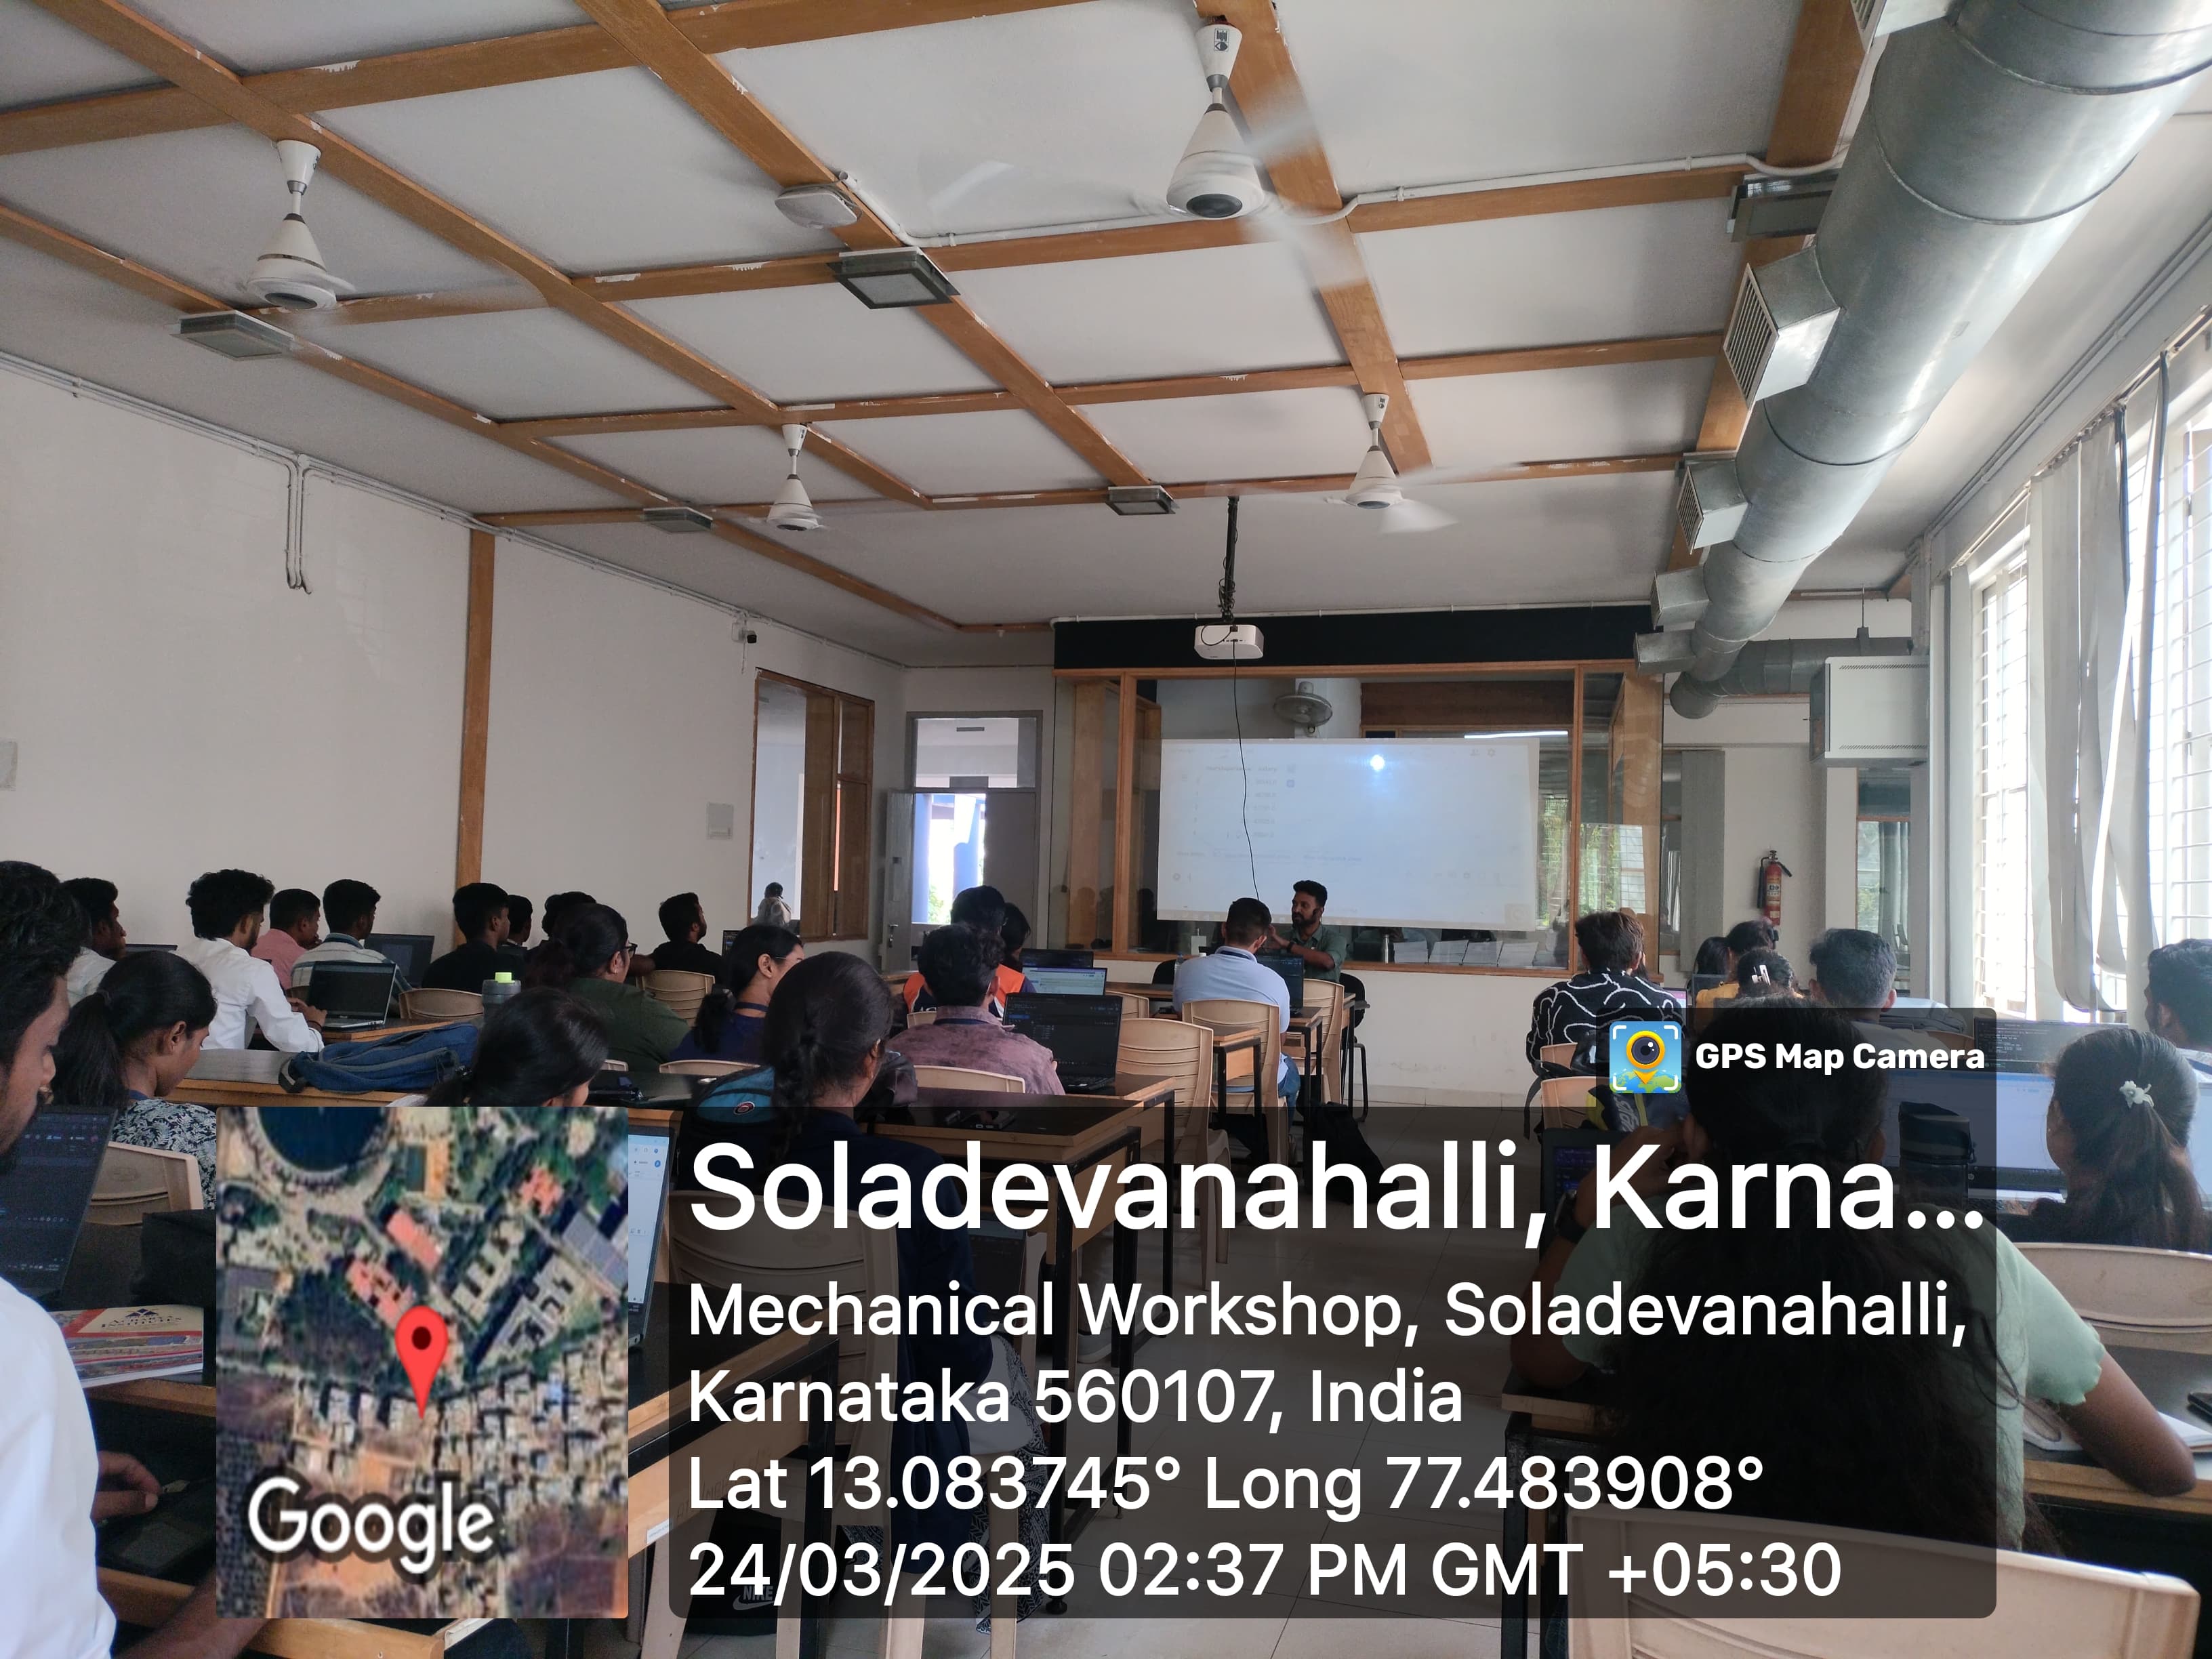 GPS Map Camera
Soladevanahalli, Karna...
Mechanical Workshop, Soladevanahalli,
Karnataka 560107, India
Lat 13.083745° Long 77.483908°
24/03/2025 02:37 PM GMT +05:30
Google
NIKE